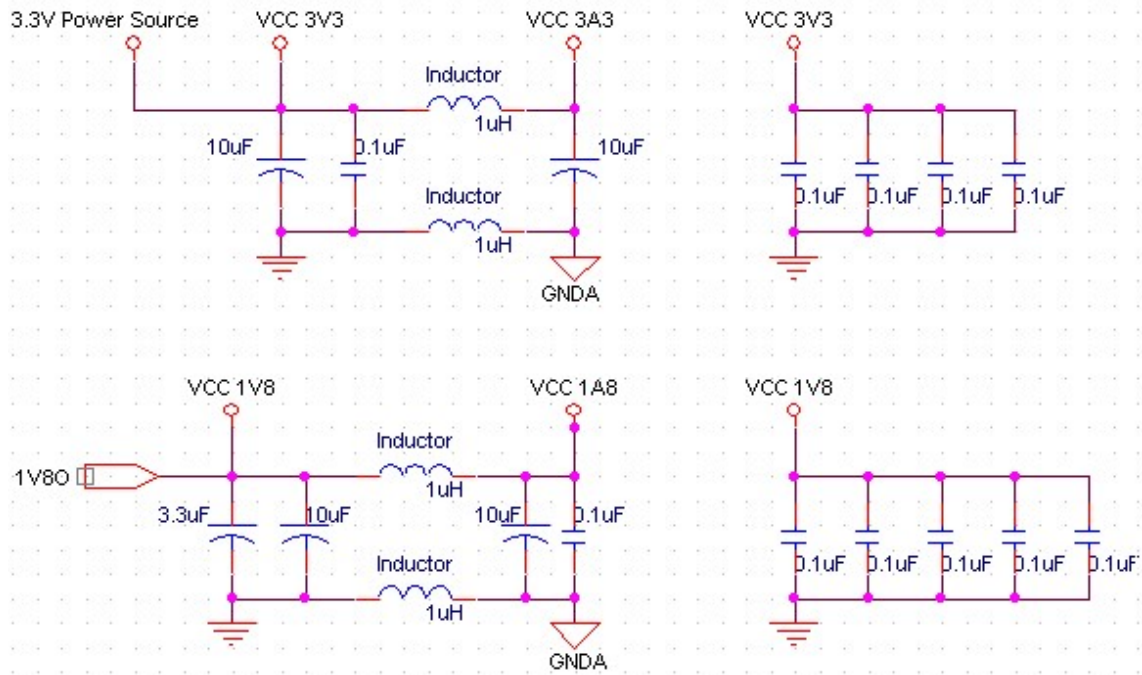 3.3V Power Source VCC 3V3 VCC 3A3 VCC 3V3
Inductor
1uH
10uF 0.1uF 10uF
0.1uF 0.1uF 0.1uF 0.1uF
Inductor
1uH
GNDA
VCC 1V8 VCC 1A8 VCC 1V8
Inductor
1V8O
1uH
3.3uF 10uF 10uF 0.1uF
0.1uF 0.1uF 0.1uF 0.1uF 0.1uF
Inductor
1uH
GNDA